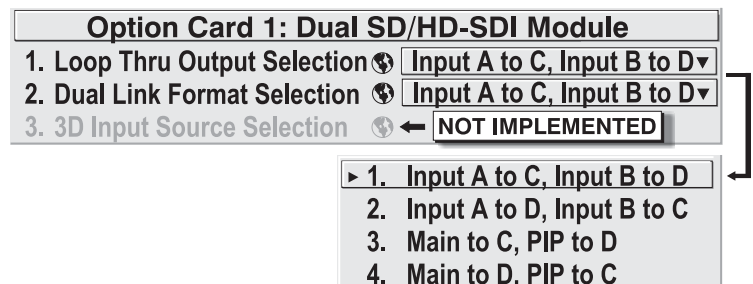 Option Card 1: Dual SD/HD-SDI Module
1. Loop Thru Output Selection Input A to C, Input B to D
2. Dual Link Format Selection Input A to C, Input B to D
3. 3D Input Source Selection NOT IMPLEMENTED
1. Input A to C, Input B to D
2. Input A to D, Input B to C
3. Main to C, PIP to D
4. Main to D, PIP to C